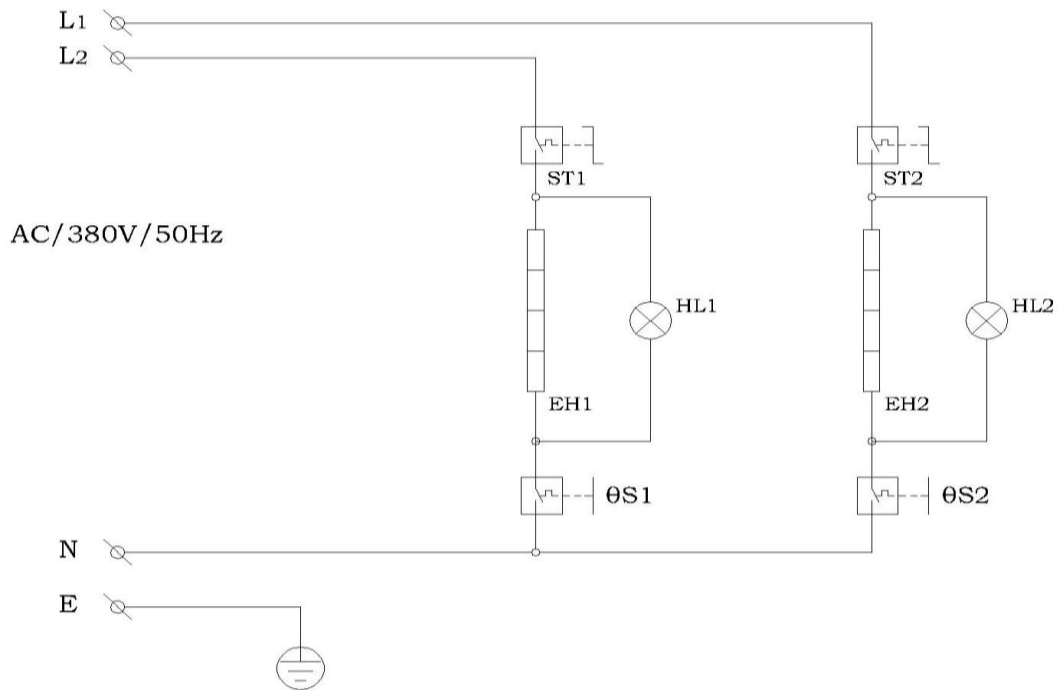 L1
L2
ST1
ST2
AC/380V/50Hz
HL1
HL2
EH1
EH2
θS1
θS2
N
E